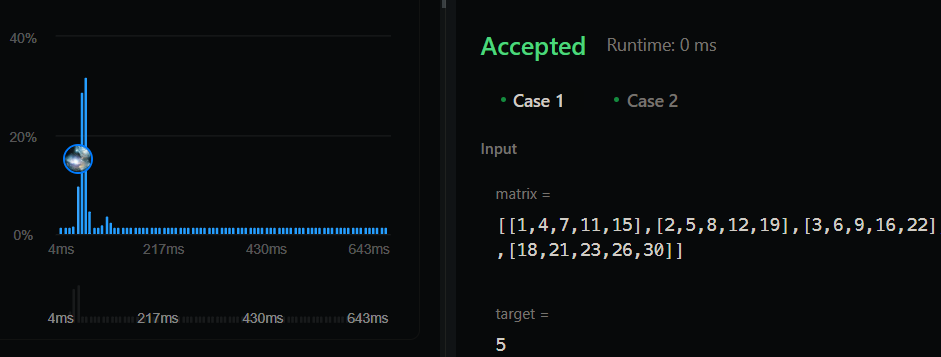 40%
20%
0%
4ms 217ms 430ms 643ms
4ms 217ms 430ms 643ms
Accepted Runtime: 0 ms
Case 1 Case 2
Input
matrix =
[[1,4,7,11,15],[2,5,8,12,19],[3,6,9,16,22]
,[18,21,23,26,30]]
target =
5